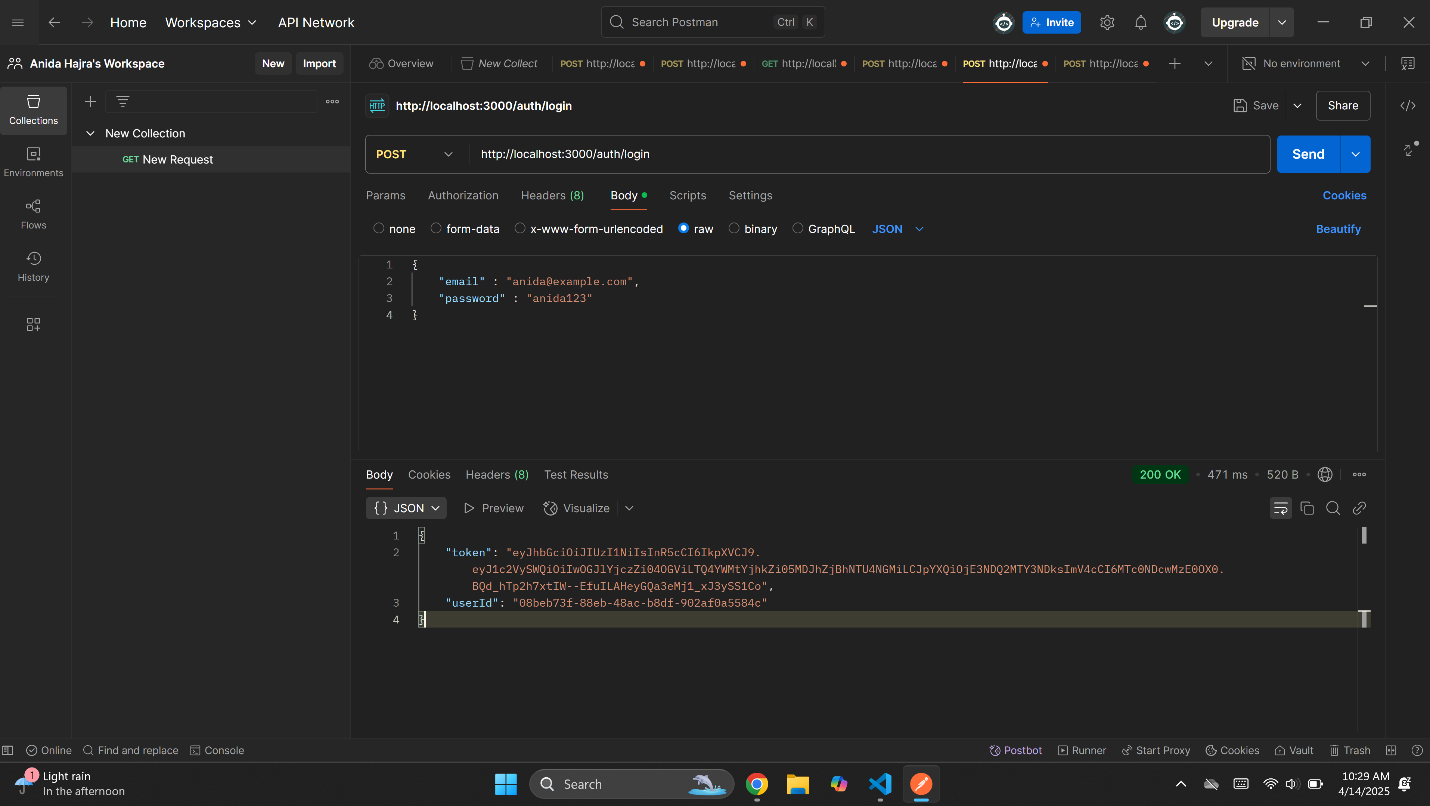 Home Workspaces API Network Search Postman Ctrl K Invite Upgrade
Anida Hajra's Workspace New Import Overview New Collect POST http://loca POST http://loca GET http://local POST http://loca POST http://loca POST http://loca No environment
Collections
Environments
Flows
History
New Collection
GET New Request
HTTP http://localhost:3000/auth/login Save Share
POST http://localhost:3000/auth/login Send
Params Authorization Headers (8) Body Scripts Settings Cookies
none form-data x-www-form-urlencoded raw binary GraphQL JSON Beautify
1 {
2 "email" : "anida@example.com",
3 "password" : "anida123"
4 }
Body Cookies Headers (8) Test Results 200 OK 471 ms 520 B
{} JSON Preview Visualize
1 {
2 "token": "eyJhbGciOiJIUzI1NiIsInR5cCI6IkpXVCJ9.
eyJ1c2VySWQiOiIwOGJlYjczZi04OGViLTQ4YWMtYjhkZi05MDJhZjBhNTU4NGMiLCJpYXQiOjE3NDQ2MTY3NDksImV4cCI6MTc0NDcwMzE0OX0.
BQd_hTp2h7xtIW--EfuILAHeyGQa3eMj1_xJ3ySS1Co",
3 "userId": "08beb73f-88eb-48ac-b8df-902af0a5584c"
4 }
Online Find and replace Console Postbot Runner Start Proxy Cookies Vault Trash
1 Light rain
In the afternoon
Search
10:29 AM
4/14/2025